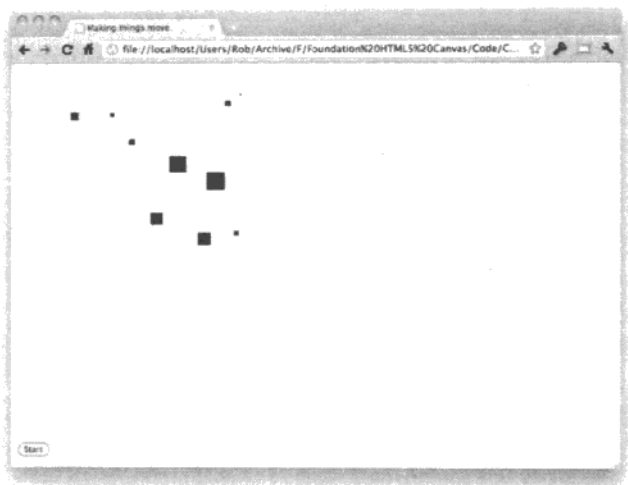 Making things move
file://localhost/Users/Rob/Archive/F/Foundation%20HTML5%20Canvas/Code/C...
Start